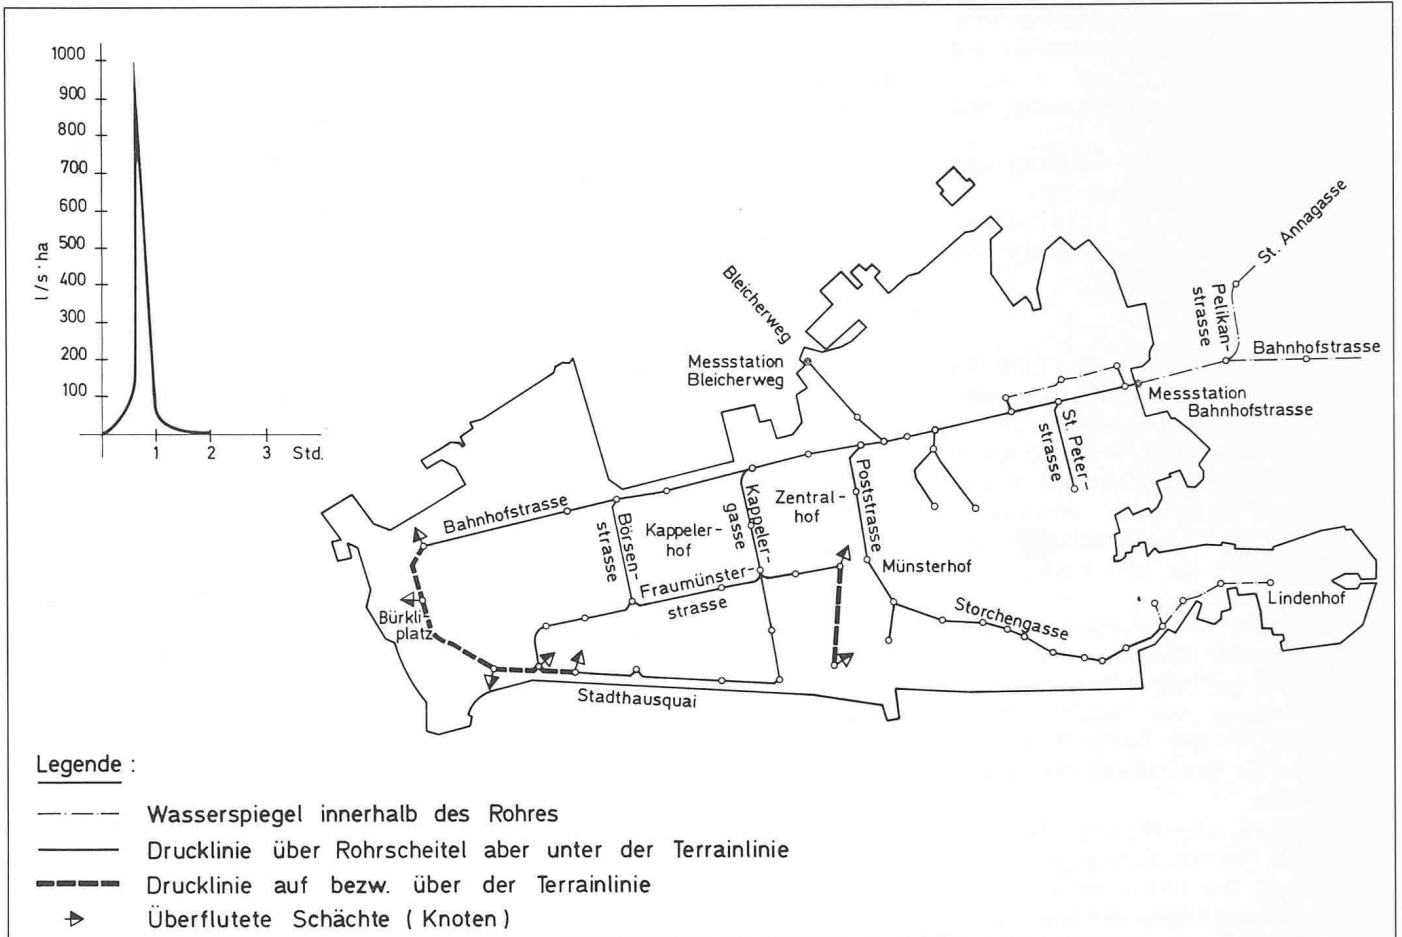 1000
900
800
700
600
500
400
300
200
100
l/s·ha
1
2
3
Std.
St. Annagasse
Pelikan-
strasse
Bahnhofstrasse
Bleicherweg
Messstation
Bleicherweg
Messstation
Bahnhofstrasse
St. Peter-
strasse
Poststrasse
Zentral-
hof
Kappeler-
gasse
Kappeler-
hof
Börsen-
strasse
Bahnhofstrasse
Fraumünster-
strasse
Münsterhof
Storchengasse
Lindenhof
Bürkli-
platz
Stadthausquai
Legende :
Wasserspiegel innerhalb des Rohres
Drucklinie über Rohrscheitel aber unter der Terrainlinie
Drucklinie auf bezw. über der Terrainlinie
Überflutete Schächte ( Knoten )